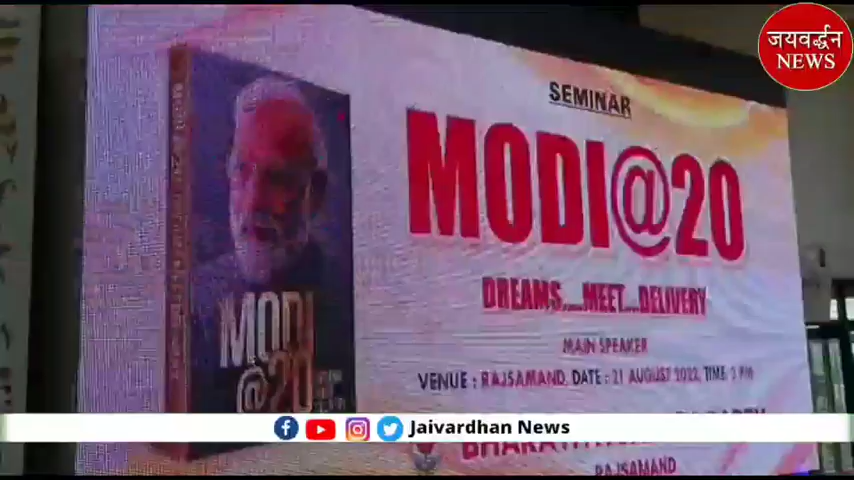 जयवर्द्धन
NEWS
SEMINAR
MODI@20
DREAMS....MEET...DELIVERY
MAIN SPEAKER
VENUE : RAJSAMAND, DATE : 21 AUGUST 2022, TIME 2 PM
RAJSAMAND
MODI
@20
Jaivardhan News